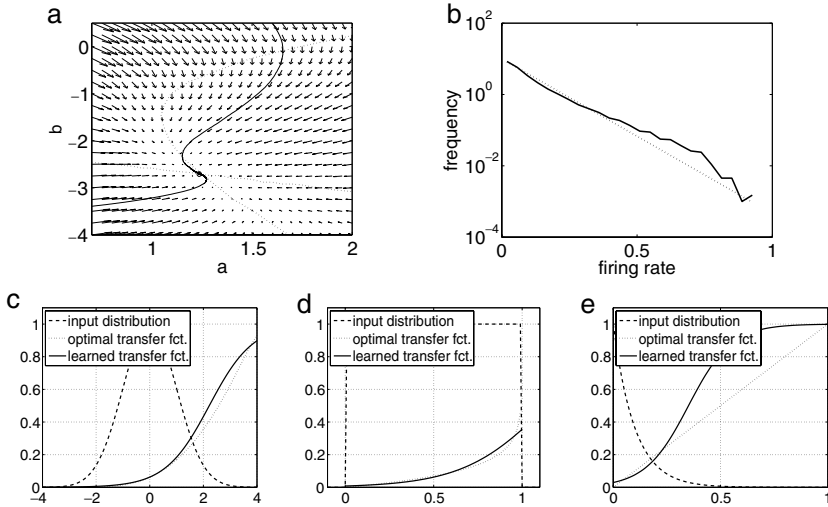 a
0
−1
−2
−3
−4
b
1
1.5
2
a
b
10^2
10^0
10^−2
10^−4
frequency
0
0.5
1
firing rate
c
1
0.8
0.6
0.4
0.2
0
−4
−2
0
2
4
input distribution
optimal transfer fct.
learned transfer fct.
d
1
0.8
0.6
0.4
0.2
0
0
0.5
1
input distribution
optimal transfer fct.
learned transfer fct.
e
1
0.8
0.6
0.4
0.2
0
0
0.5
1
input distribution
optimal transfer fct.
learned transfer fct.